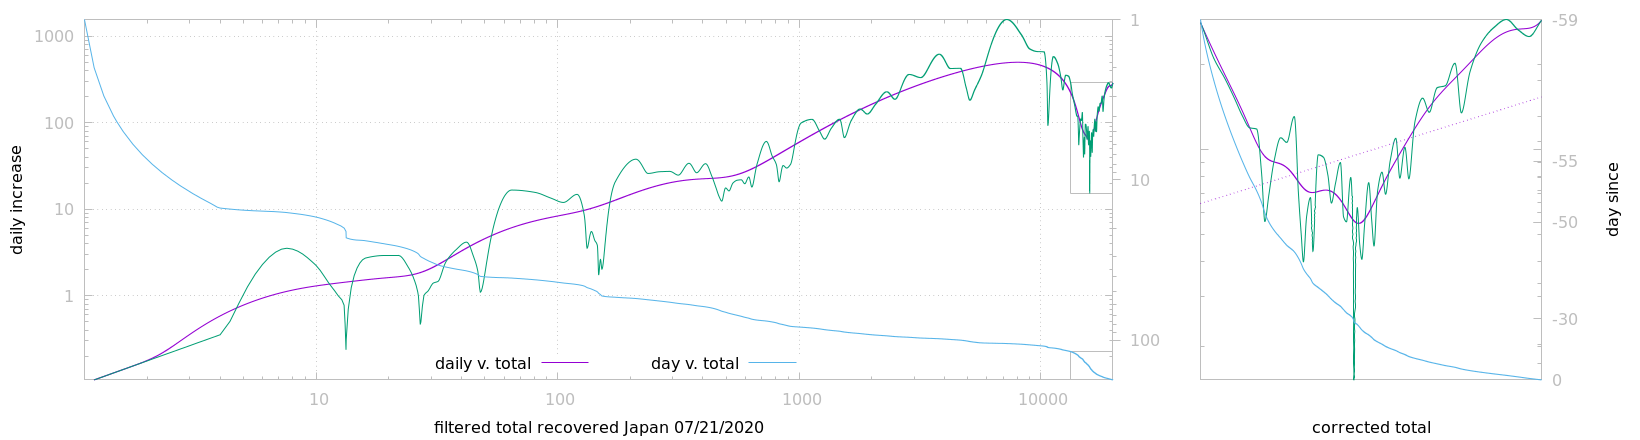 1000
100
10
1
daily increase
10
100
1000
10000
filtered total recovered Japan 07/21/2020
daily v. total
day v. total
1
10
100
-59
-55
-50
-30
0
day since
corrected total